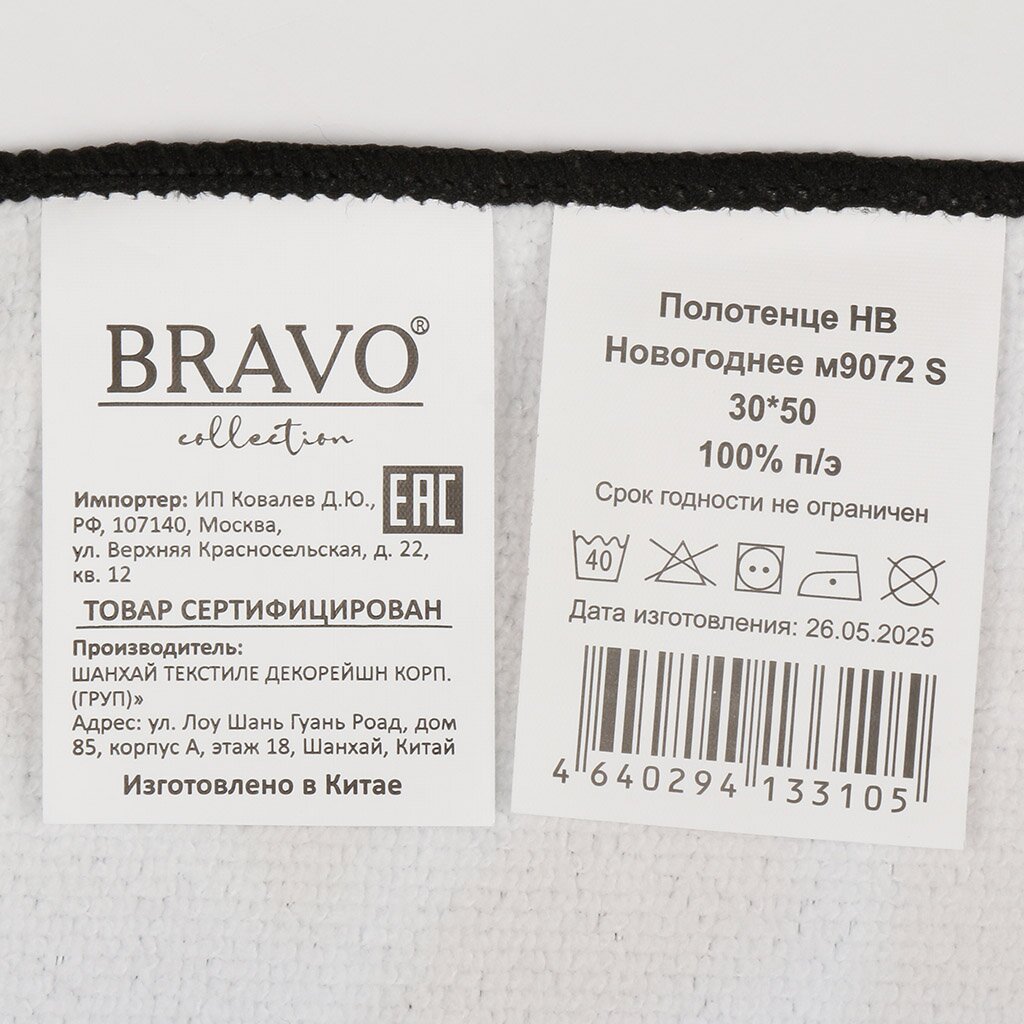 BRAVO®
collection
Импортер: ИП Ковалев Д.Ю.,
РФ, 107140, Москва,
ул. Верхняя Красносельская, д. 22,
кв. 12
EAC
ТОВАР СЕРТИФИЦИРОВАН
Производитель:
ШАНХАЙ ТЕКСТИЛЕ ДЕКОРЕЙШН КОРП.
(ГРУП)»
Адрес: ул. Лоу Шань Гуань Роад, дом
85, корпус А, этаж 18, Шанхай, Китай
Изготовлено в Китае
Полотенце НВ
Новогоднее м9072 S
30*50
100% п/э
Срок годности не ограничен
40
Дата изготовления: 26.05.2025
4 640294 133105